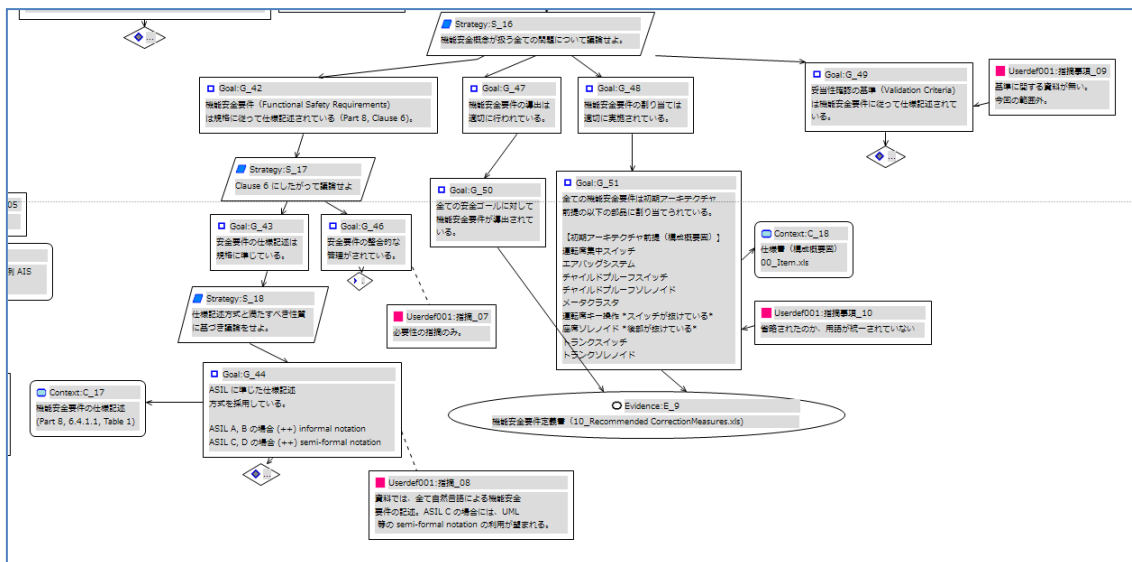 Strategy:S_16
機能安全概念が扱う全ての問題について議論せよ。
...
Goal:G_42
機能安全要件（Functional Safety Requirements）
は規格に従って仕様記述されている（Part 8, Clause 6)。
Goal:G_47
機能安全要件の導出は
適切に行われている。
Goal:G_48
機能安全要件の割り当ては
適切に実施されている。
Goal:G_49
妥当性確認の基準（Validation Criteria)
は機能安全要件に従って仕様記述されて
いる。
Userdef001:指摘事項_09
基準に関する資料が無い。
今回の範囲外。
...
Strategy:S_17
Clause 6 にしたがって議論せよ
Goal:G_50
全ての安全ゴールに対して
機能安全要件が導出されて
いる。
Goal:G_51
全ての機能安全要件は初期アーキテクチャ
前提の以下の部品に割り当てられている。
【初期アーキテクチャ前提（構成概要図）】
運転席集中スイッチ
エアバッグシステム
チャイルドプルーフスイッチ
チャイルドプルーフソレノイド
メータクラスタ
運転席キー操作 *スイッチが抜けている*
座席ソレノイド *後部が抜けている*
トランクスイッチ
トランクソレノイド
05
Goal:G_43
安全要件の仕様記述は
規格に準じている。
Goal:G_46
安全要件の整合的な
管理がされている。
Context:C_18
仕様書（構成概要図）
00_Item.xls
列 AIS
Strategy:S_18
仕様記述方式と満たすべき性質
に基づき議論をせよ。
Userdef001:指摘_07
必要性の指摘のみ。
Userdef001:指摘事項_10
省略されたのか、用語が統一されていない
Goal:G_44
ASIL に準じた仕様記述
方式を採用している。
ASIL A, B の場合 (++) informal notation
ASIL C, D の場合 (++) semi-formal notation
Context:C_17
機能安全要件の仕様記述
(Part 8, 6.4.1.1, Table 1)
Evidence:E_9
機能安全要件定義書（10_Recommended CorrectionMeasures.xls)
...
Userdef001:指摘_08
資料では、全て自然言語による機能安全
要件の記述。ASIL C の場合には、UML
等の semi-formal notation の利用が望まれる。